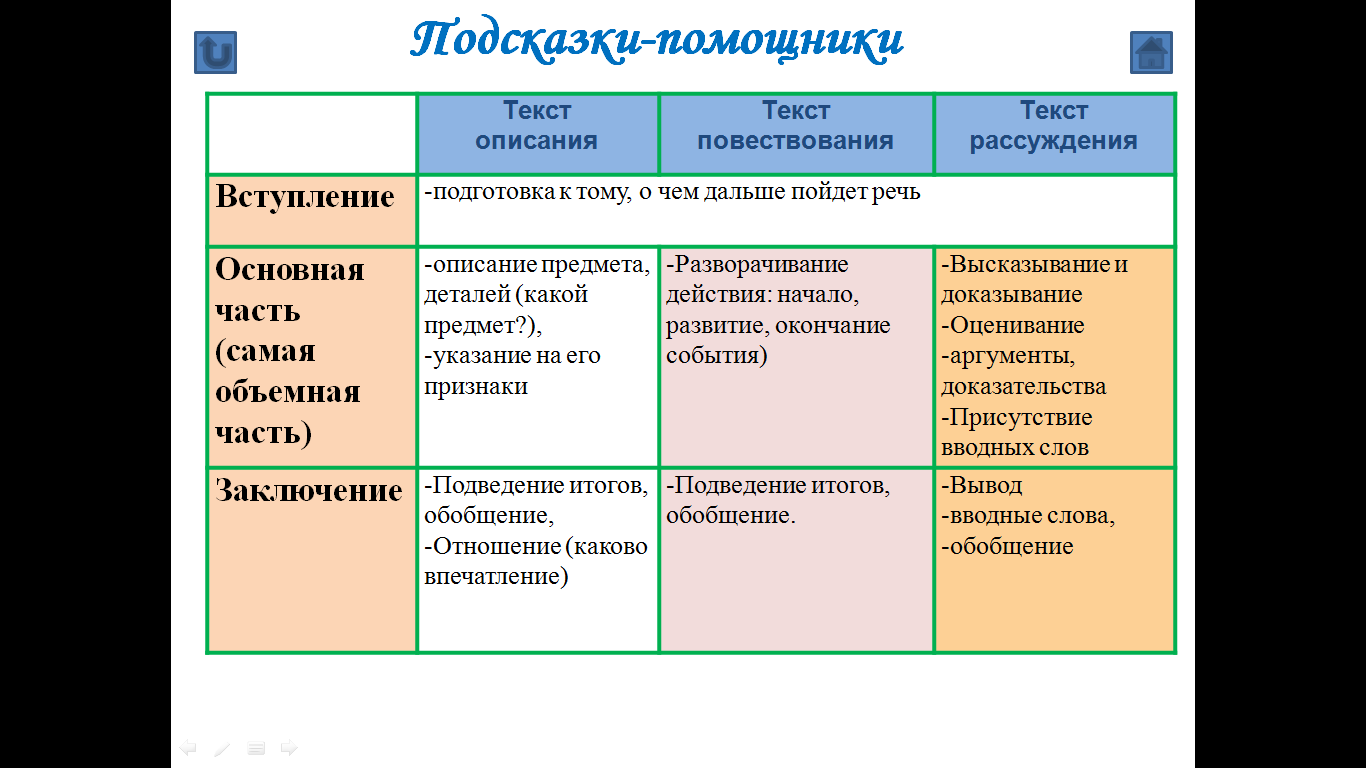 Подсказки-помощники
Текст
описания
Текст
повествования
Текст
рассуждения
Вступление
-подготовка к тому, о чем дальше пойдет речь
Основная
часть
(самая
объемная
часть)
-описание предмета,
деталей (какой
предмет?),
-указание на его
признаки
-Разворачивание
действия: начало,
развитие, окончание
события)
-Высказывание и
доказывание
-Оценивание
-аргументы,
доказательства
-Присутствие
вводных слов
Заключение
-Подведение итогов,
обобщение,
-Отношение (каково
впечатление)
-Подведение итогов,
обобщение.
-Вывод
-вводные слова,
-обобщение